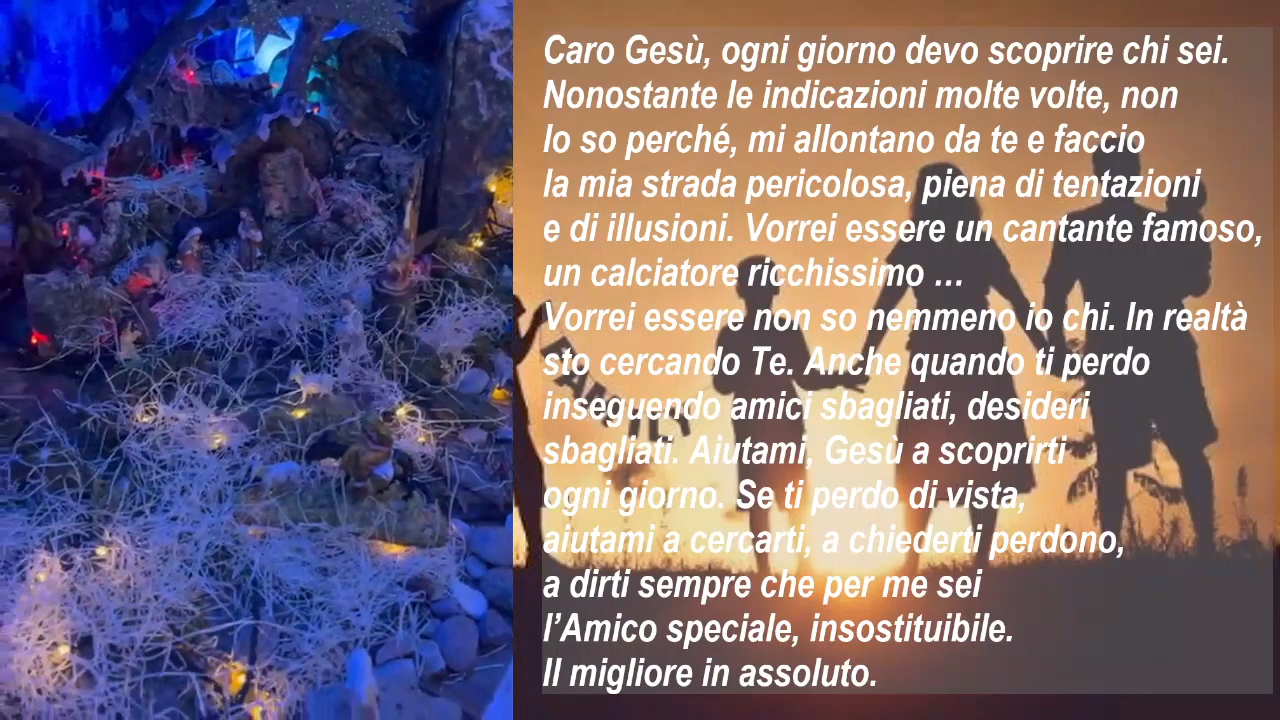 Caro Gesù, ogni giorno devo scoprire chi sei.
Nonostante le indicazioni molte volte, non
lo so perché, mi allontano da te e faccio
la mia strada pericolosa, piena di tentazioni
e di illusioni. Vorrei essere un cantante famoso,
un calciatore ricchissimo …
Vorrei essere non so nemmeno io chi. In realtà
sto cercando Te. Anche quando ti perdo
inseguendo amici sbagliati, desideri
sbagliati. Aiutami, Gesù a scoprirti
ogni giorno. Se ti perdo di vista,
aiutami a cercarti, a chiederti perdono,
a dirti sempre che per me sei
l’Amico speciale, insostituibile.
Il migliore in assoluto.
FAMILY